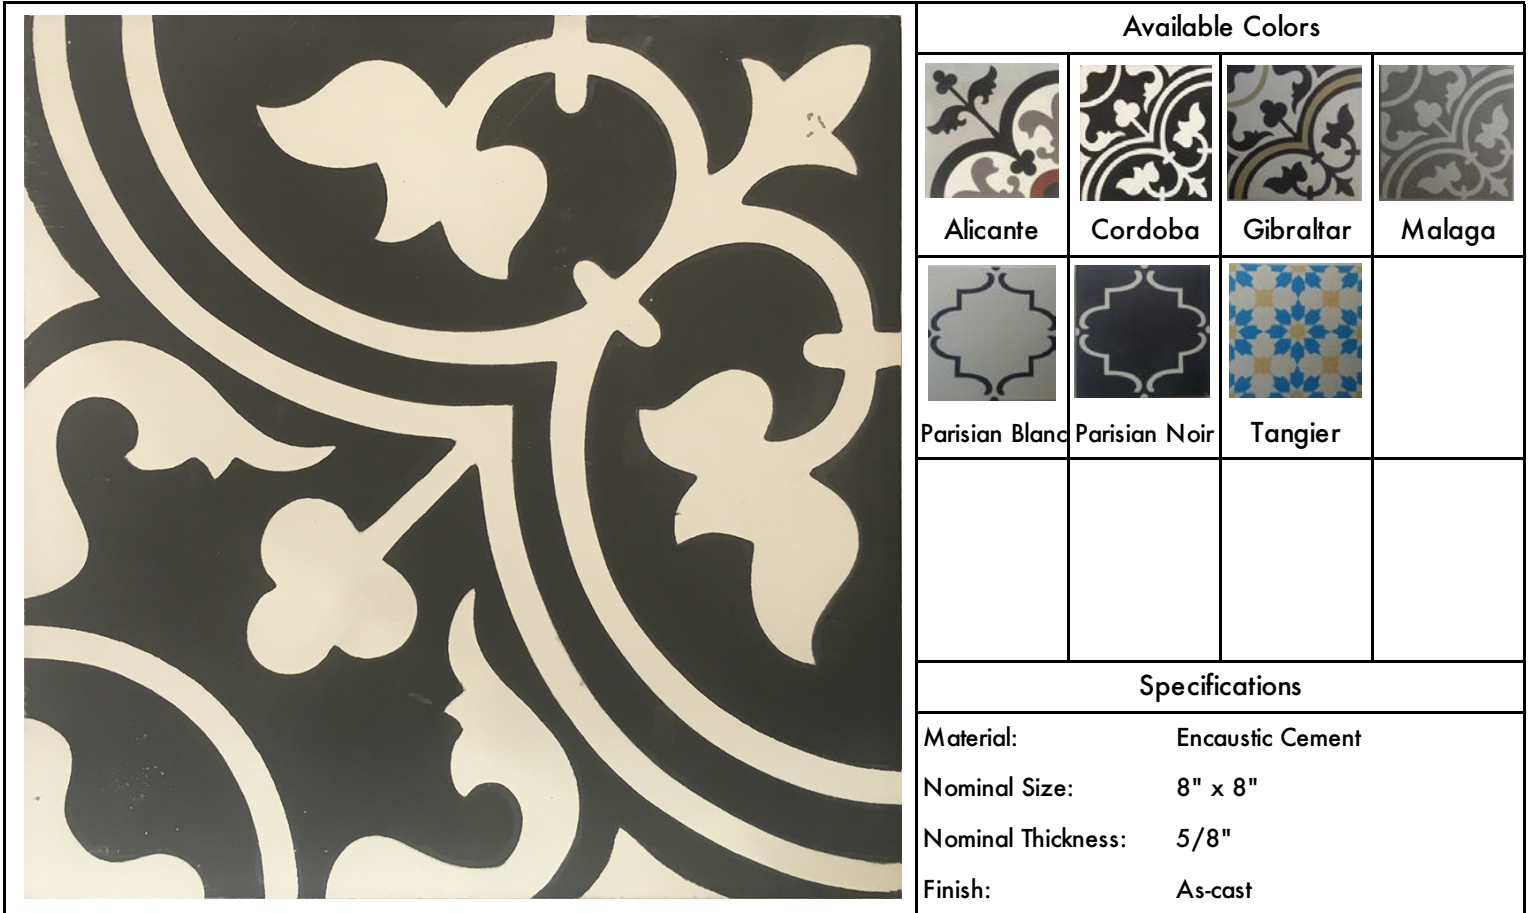 Available Colors
Alicante
Cordoba
Gibraltar
Malaga
Parisian Blanc
Parisian Noir
Tangier
Specifications
Material: Encaustic Cement
Nominal Size: 8" x 8"
Nominal Thickness: 5/8"
Finish: As-cast